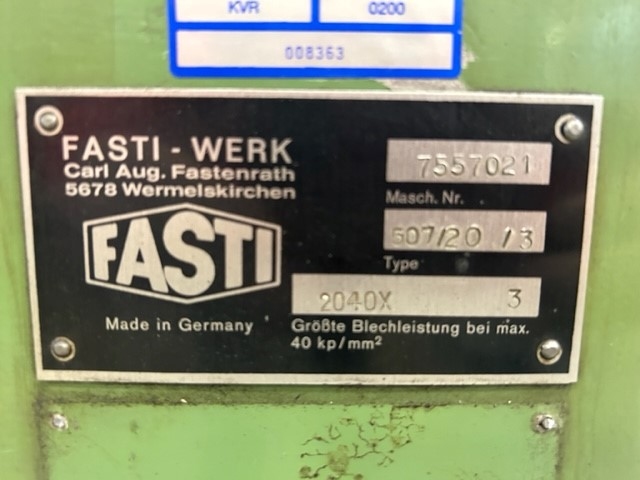 KVR 0200
008363
FASTI - WERK
Carl Aug. Fastenrath
5678 Wermelskirchen
FASTI
Made in Germany
7557021
Masch. Nr.
507/20 /3
Type
2040X 3
Größte Blechleistung bei max.
40 kp/mm²